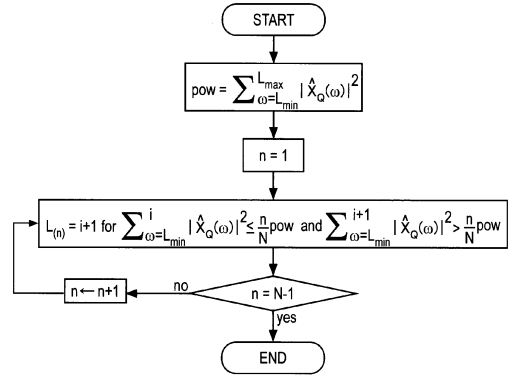 START
pow = ∑_{ω=L_min}^{L_max} | X̂_Q(ω)|²
n = 1
L_(n) = i+1 for ∑_{ω=L_min}^{i} | X̂_Q(ω)|² ≤ n/N pow and ∑_{ω=L_min}^{i+1} | X̂_Q(ω)|² > n/N pow
n ← n+1
no
n = N-1
yes
END